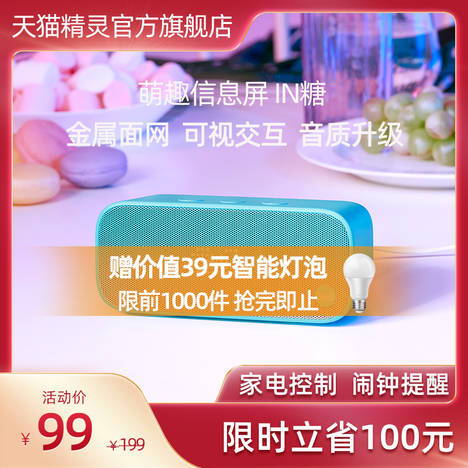 天猫精灵官方旗舰店
萌趣信息屏 IN糖
金属面网 可视交互 音质升级
赠价值39元智能灯泡
限前1000件 抢完即止
家电控制 闹钟提醒
活动价
¥99 ¥199
限时立省100元